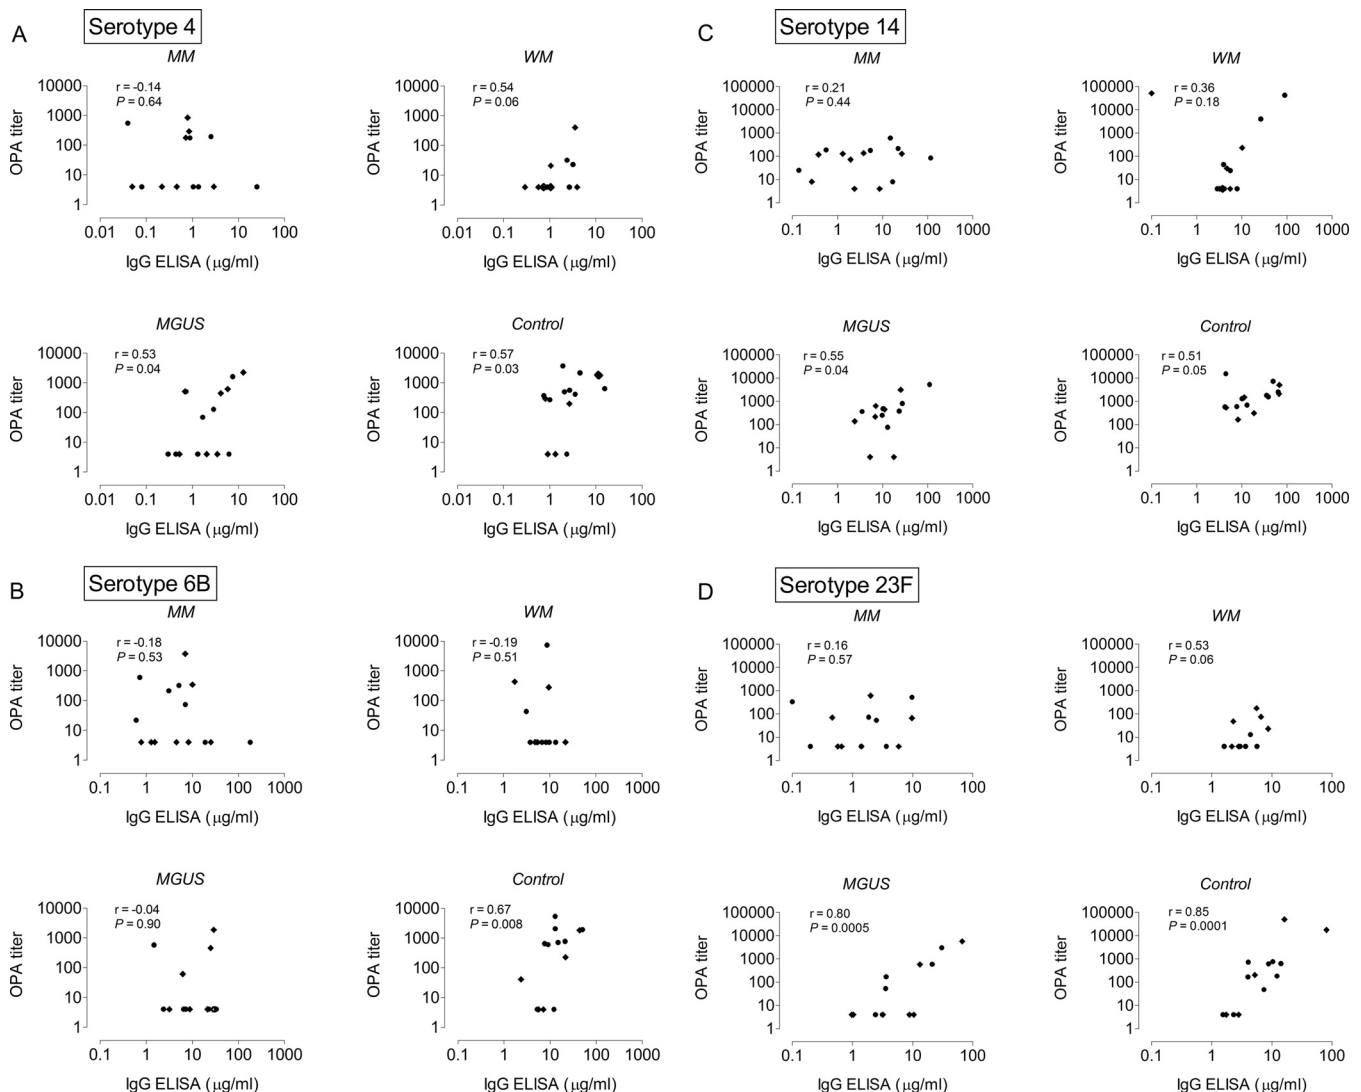 A
Serotype 4
MM
r = -0.14
P = 0.64
OPA titer
10000
1000
100
10
1
0.01 0.1 1 10 100
IgG ELISA (μg/ml)
WM
r = 0.54
P = 0.06
OPA titer
10000
1000
100
10
1
0.01 0.1 1 10 100
IgG ELISA (μg/ml)
MGUS
r = 0.53
P = 0.04
OPA titer
10000
1000
100
10
1
0.01 0.1 1 10 100
IgG ELISA (μg/ml)
Control
r = 0.57
P = 0.03
OPA titer
10000
1000
100
10
1
0.01 0.1 1 10 100
IgG ELISA (μg/ml)
B
Serotype 6B
MM
r = -0.18
P = 0.53
OPA titer
10000
1000
100
10
1
0.1 1 10 100 1000
IgG ELISA (μg/ml)
WM
r = -0.19
P = 0.51
OPA titer
10000
1000
100
10
1
0.1 1 10 100 1000
IgG ELISA (μg/ml)
MGUS
r = -0.04
P = 0.90
OPA titer
10000
1000
100
10
1
0.1 1 10 100 1000
IgG ELISA (μg/ml)
Control
r = 0.67
P = 0.008
OPA titer
10000
1000
100
10
1
0.1 1 10 100 1000
IgG ELISA (μg/ml)
C
Serotype 14
MM
r = 0.21
P = 0.44
OPA titer
100000
10000
1000
100
10
1
0.1 1 10 100 1000
IgG ELISA (μg/ml)
WM
r = 0.36
P = 0.18
OPA titer
100000
10000
1000
100
10
1
0.1 1 10 100 1000
IgG ELISA (μg/ml)
MGUS
r = 0.55
P = 0.04
OPA titer
100000
10000
1000
100
10
1
0.1 1 10 100 1000
IgG ELISA (μg/ml)
Control
r = 0.51
P = 0.05
OPA titer
100000
10000
1000
100
10
1
0.1 1 10 100 1000
IgG ELISA (μg/ml)
D
Serotype 23F
MM
r = 0.16
P = 0.57
OPA titer
100000
10000
1000
100
10
1
0.1 1 10 100
IgG ELISA (μg/ml)
WM
r = 0.53
P = 0.06
OPA titer
100000
10000
1000
100
10
1
0.1 1 10 100
IgG ELISA (μg/ml)
MGUS
r = 0.80
P = 0.0005
OPA titer
100000
10000
1000
100
10
1
0.1 1 10 100
IgG ELISA (μg/ml)
Control
r = 0.85
P = 0.0001
OPA titer
100000
10000
1000
100
10
1
0.1 1 10 100
IgG ELISA (μg/ml)